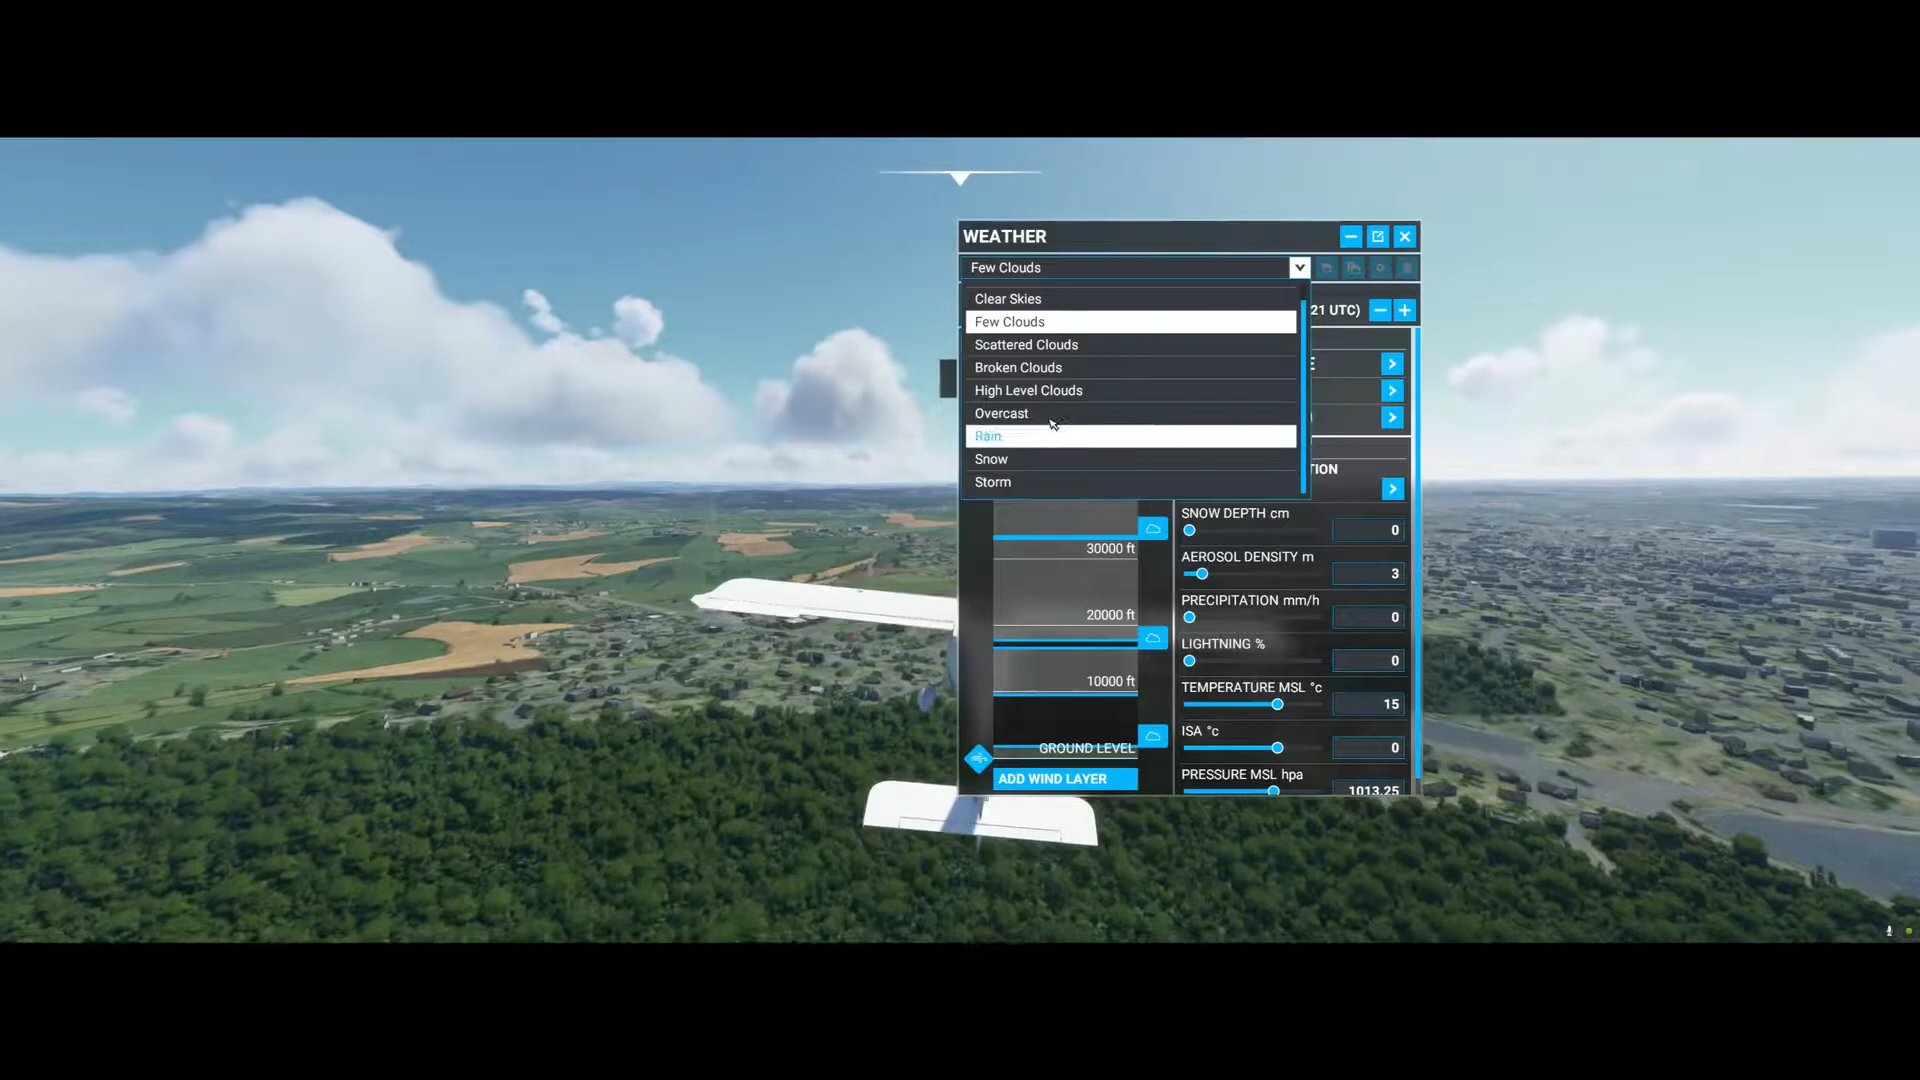 WEATHER
Few Clouds
Clear Skies
Few Clouds
Scattered Clouds
Broken Clouds
High Level Clouds
Overcast
Rain
Snow
Storm
21 UTC)
SNOW DEPTH cm
0
AEROSOL DENSITY m
3
PRECIPITATION mm/h
0
LIGHTNING %
0
TEMPERATURE MSL °c
15
ISA °c
0
PRESSURE MSL hpa
1013.25
30000 ft
20000 ft
10000 ft
GROUND LEVEL
ADD WIND LAYER